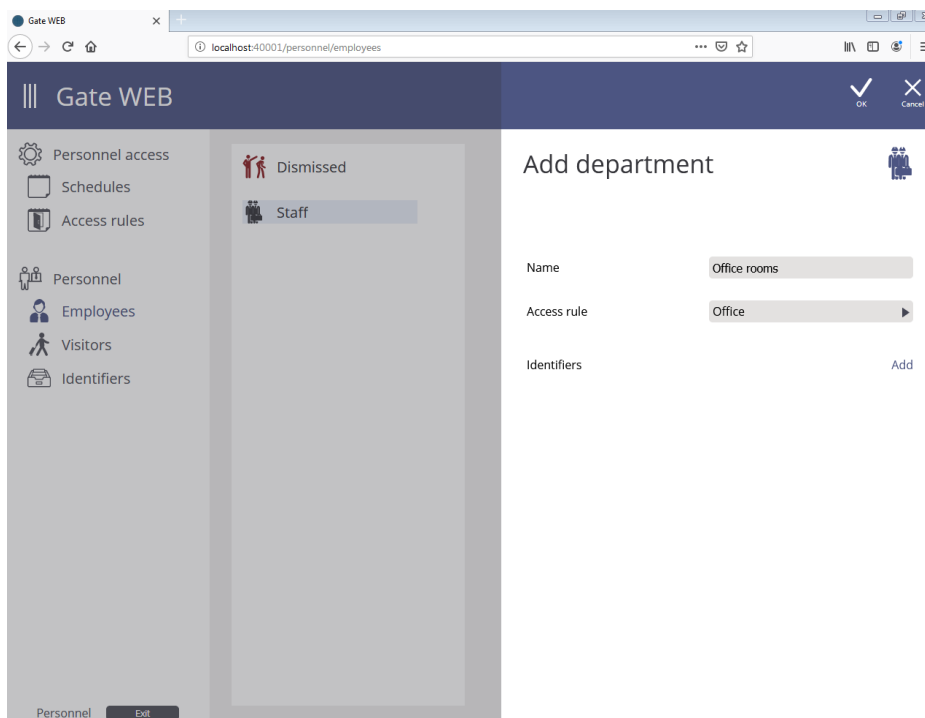 Gate WEB
localhost:40001/personnel/employees
Gate WEB
OK
Cancel
Personnel access
Schedules
Access rules
Personnel
Employees
Visitors
Identifiers
Personnel
Exit
Dismissed
Staff
Add department
Name
Office rooms
Access rule
Office
Identifiers
Add